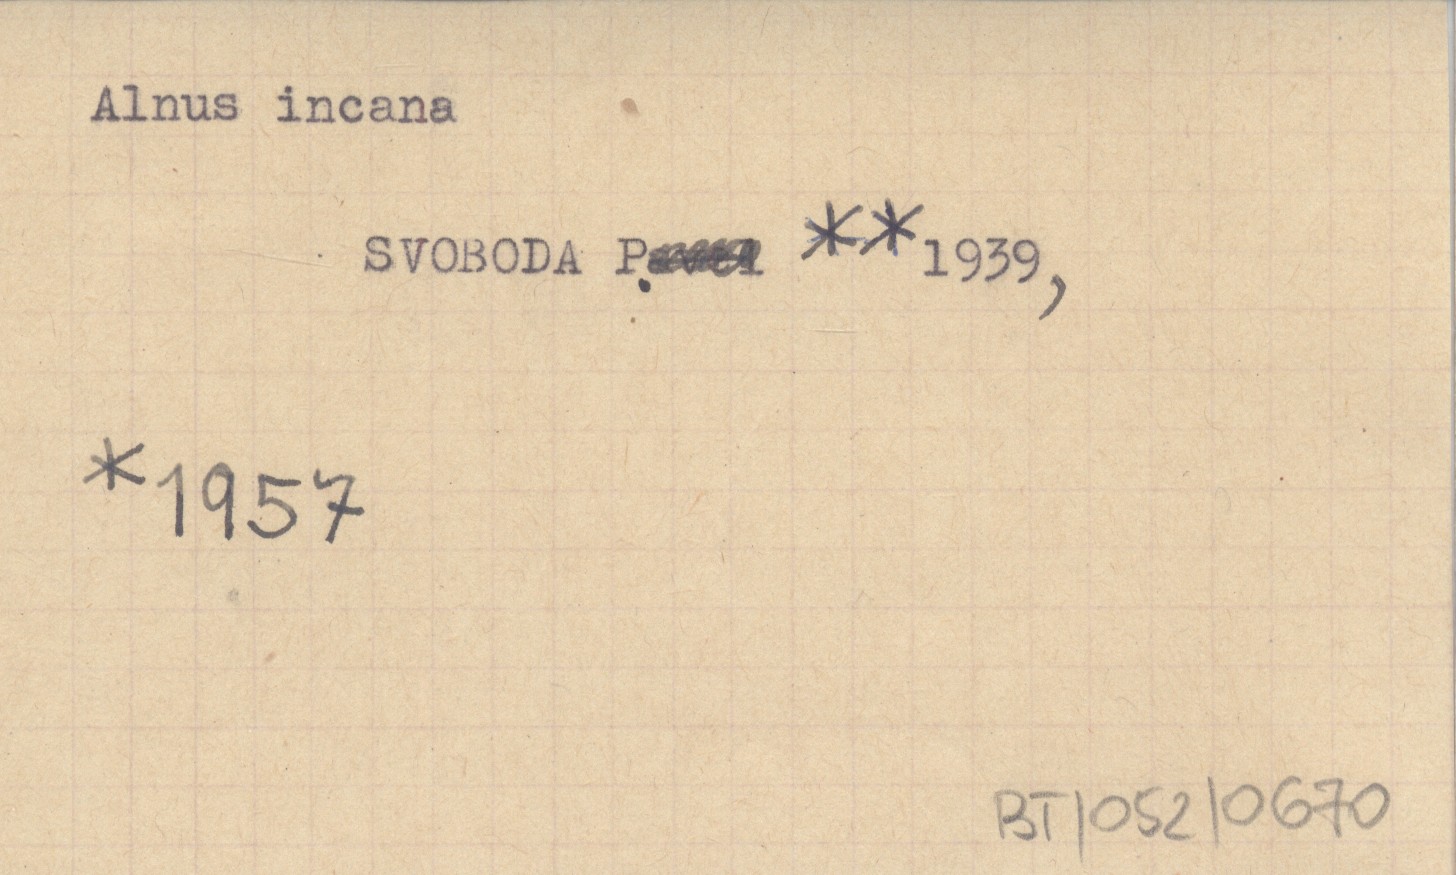 Alnus incana
SVOBODA P. **1939,
*1957
BT/052/0670